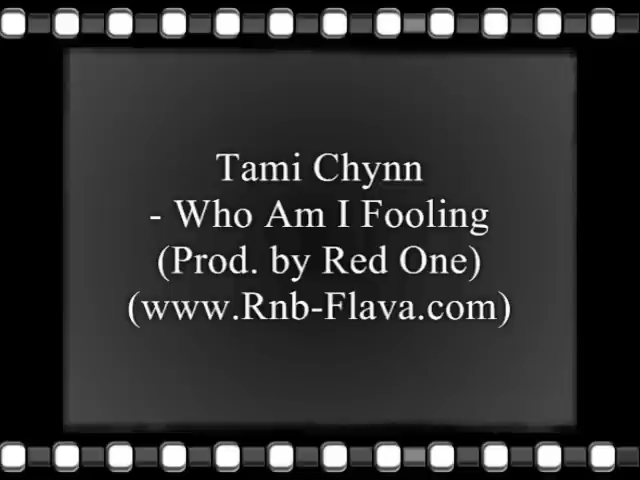 Tami Chynn
- Who Am I Fooling
(Prod. by Red One)
(www.Rnb-Flava.com)